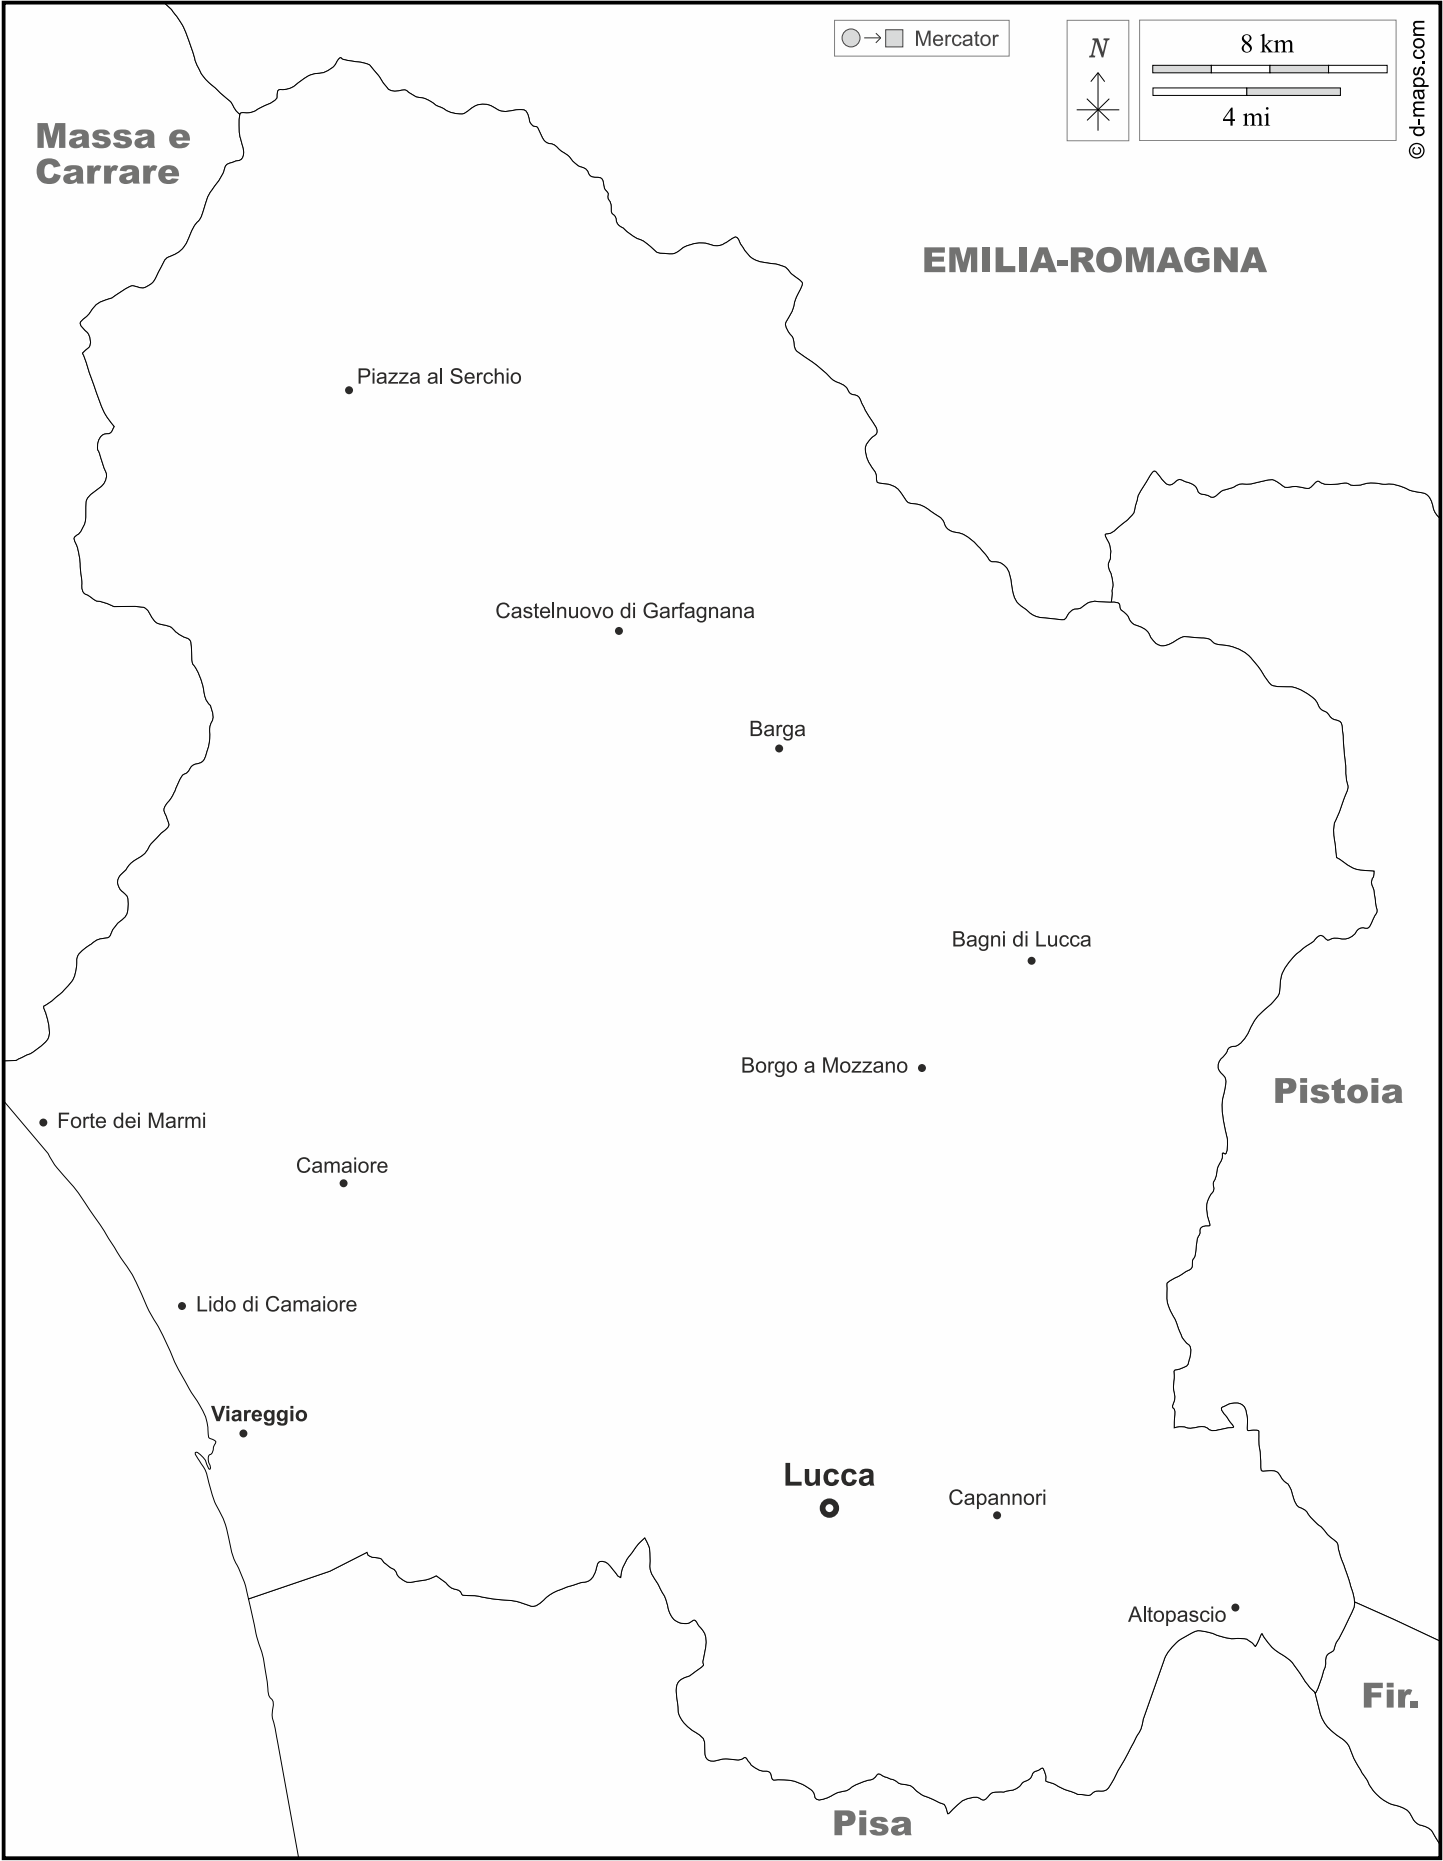 Mercator
N
8 km
4 mi
© d-maps.com
Massa e
Carrare
EMILIA-ROMAGNA
Piazza al Serchio
Castelnuovo di Garfagnana
Barga
Bagni di Lucca
Borgo a Mozzano
Pistoia
Forte dei Marmi
Camaiore
Lido di Camaiore
Viareggio
Lucca
Capannori
Altopascio
Fir.
Pisa